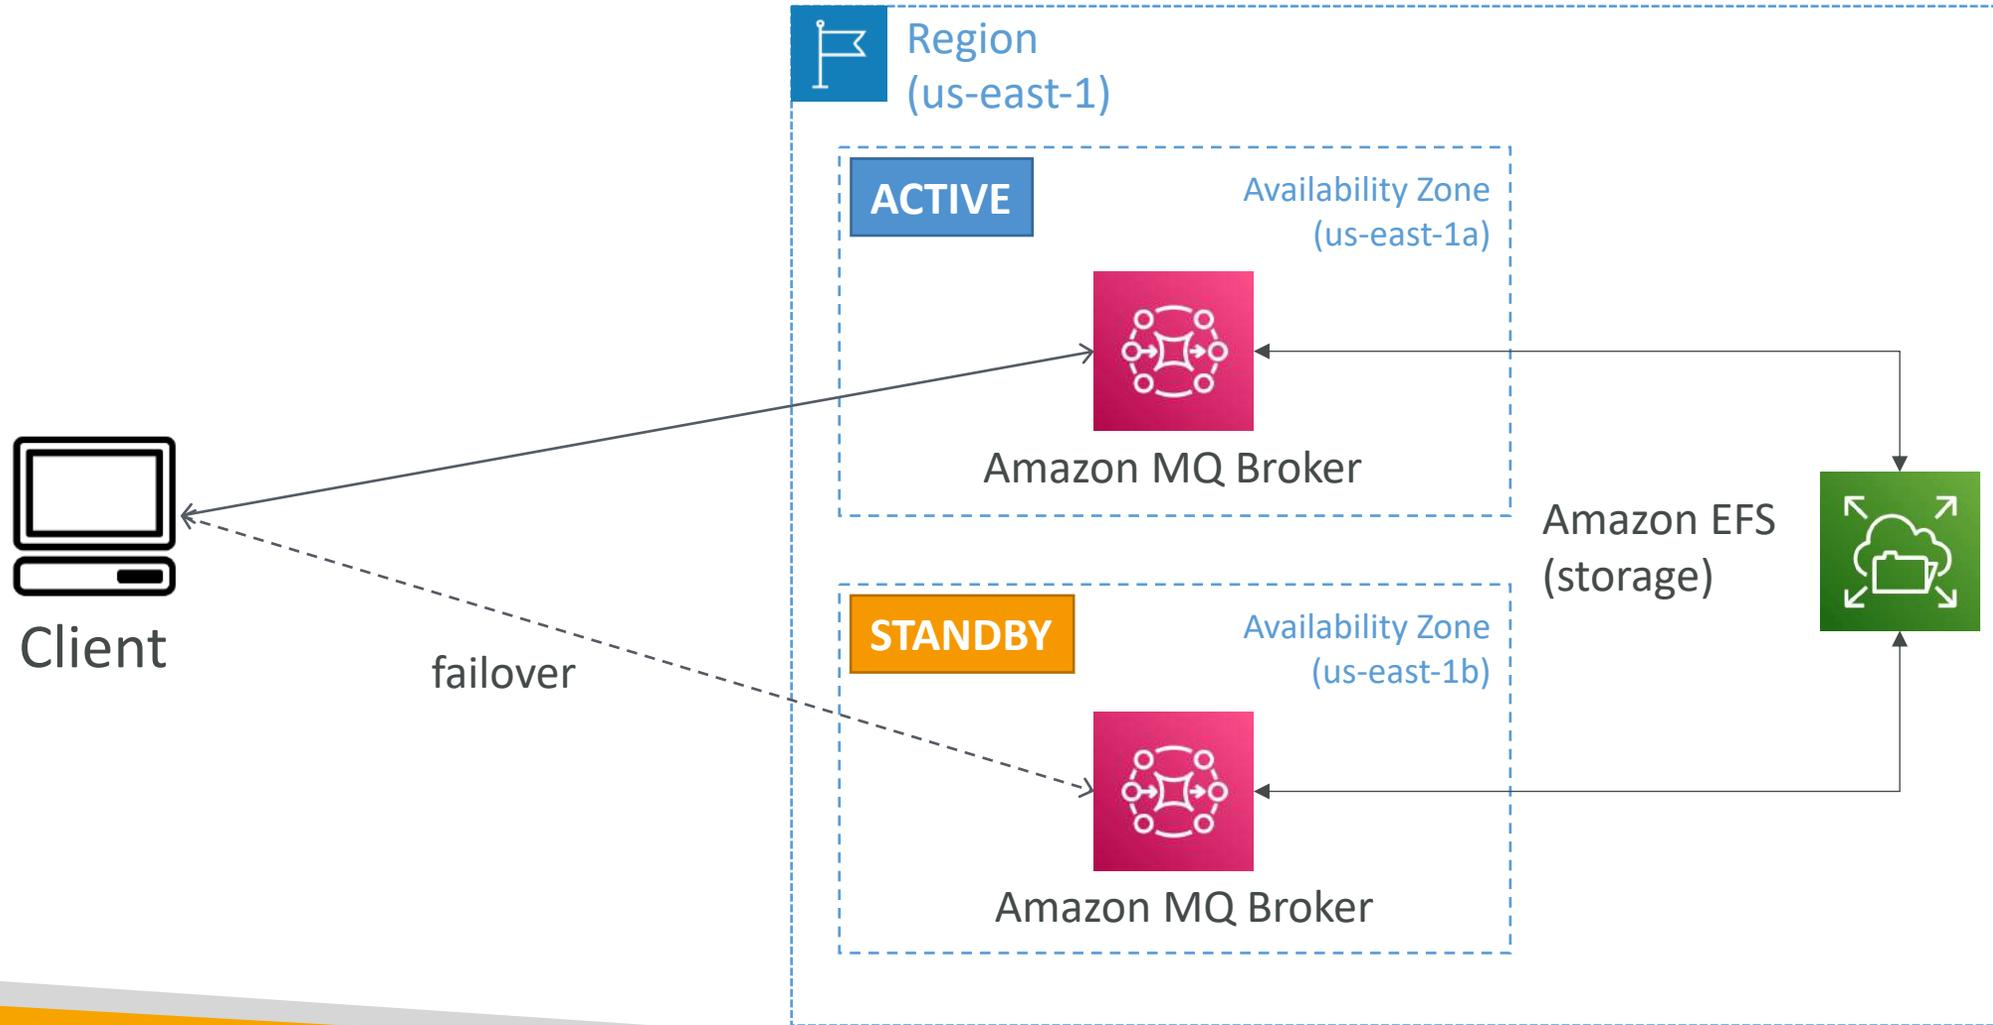 Region
(us-east-1)
ACTIVE
Availability Zone
(us-east-1a)
Amazon MQ Broker
Amazon EFS
(storage)
STANDBY
Availability Zone
(us-east-1b)
Client
failover
Amazon MQ Broker